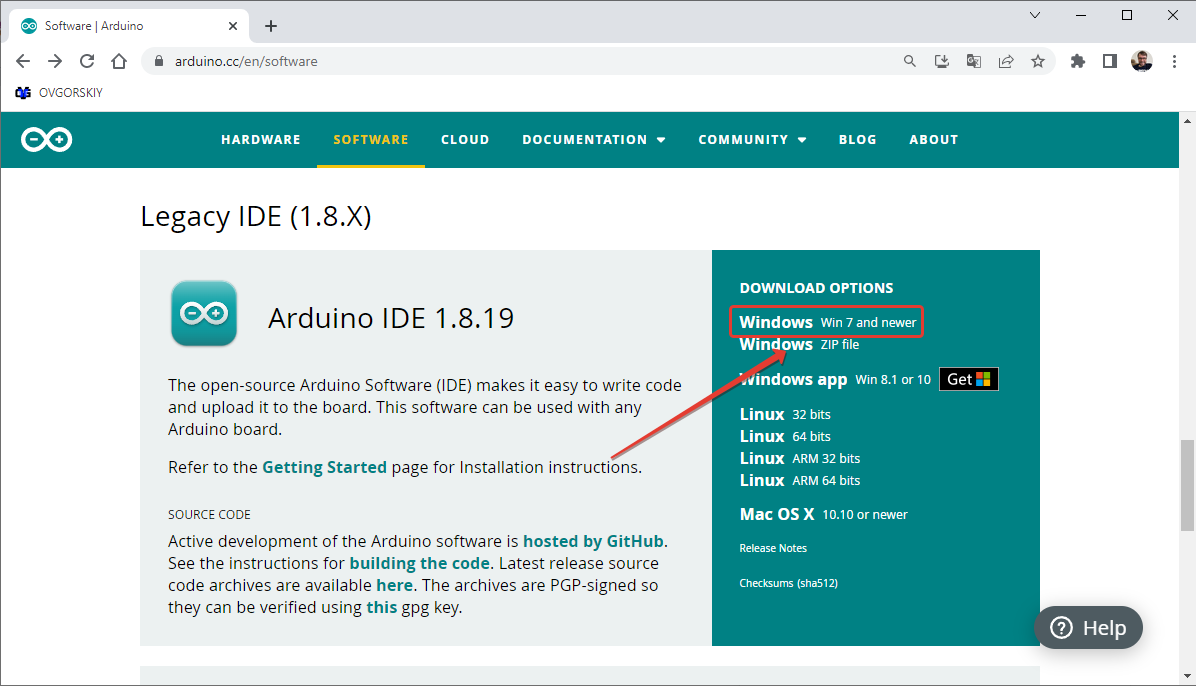 Software | Arduino
arduino.cc/en/software
OVGORSKIY
HARDWARE SOFTWARE CLOUD DOCUMENTATION COMMUNITY BLOG ABOUT
Legacy IDE (1.8.X)
Arduino IDE 1.8.19
The open-source Arduino Software (IDE) makes it easy to write code
and upload it to the board. This software can be used with any
Arduino board.
Refer to the Getting Started page for Installation instructions.
SOURCE CODE
Active development of the Arduino software is hosted by GitHub.
See the instructions for building the code. Latest release source
code archives are available here. The archives are PGP-signed so
they can be verified using this gpg key.
DOWNLOAD OPTIONS
Windows Win 7 and newer
Windows ZIP file
Windows app Win 8.1 or 10 Get
Linux 32 bits
Linux 64 bits
Linux ARM 32 bits
Linux ARM 64 bits
Mac OS X 10.10 or newer
Release Notes
Checksums (sha512)
Help